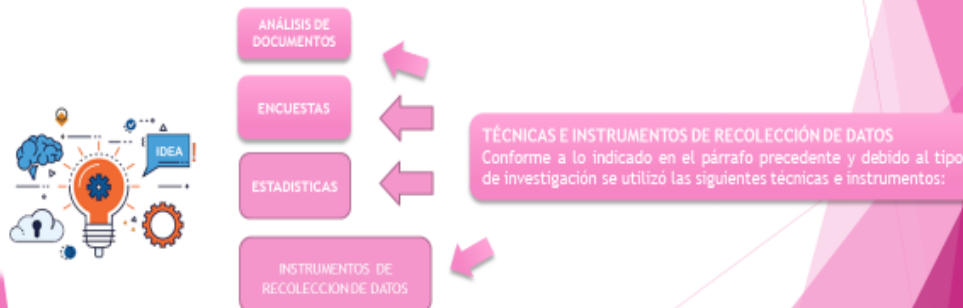 ANÁLISIS DE
DOCUMENTOS
ENCUESTAS
ESTADISTICAS
INSTRUMENTOS DE
RECOLECCION DE DATOS
IDEA
TÉCNICAS E INSTRUMENTOS DE RECOLECCIÓN DE DATOS
Conforme a lo indicado en el párrafo precedente y debido al tipo
de investigación se utilizó las siguientes técnicas e instrumentos: